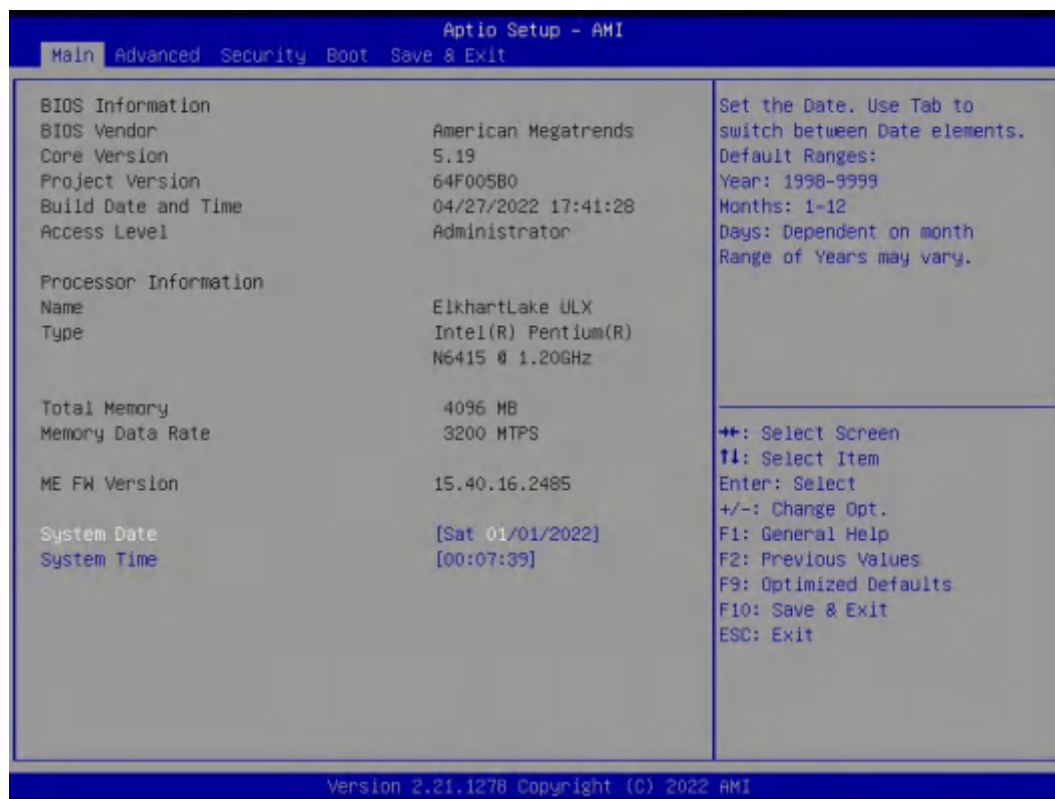 Aptio Setup - AMI
Main Advanced Security Boot Save & Exit
BIOS Information
BIOS Vendor American Megatrends
Core Version 5.19
Project Version 64F005B0
Build Date and Time 04/27/2022 17:41:28
Access Level Administrator
Processor Information
Name ElkhartLake ULX
Type Intel(R) Pentium(R)
N6415 @ 1.20GHz
Total Memory 4096 MB
Memory Data Rate 3200 MTPS
ME FW Version 15.40.16.2485
System Date [Sat 01/01/2022]
System Time [00:07:39]
Set the Date. Use Tab to
switch between Date elements.
Default Ranges:
Year: 1998-9999
Months: 1-12
Days: Dependent on month
Range of Years may vary.
→←: Select Screen
↑↓: Select Item
Enter: Select
+/-: Change Opt.
F1: General Help
F2: Previous Values
F9: Optimized Defaults
F10: Save & Exit
ESC: Exit
Version 2.21.1278 Copyright (C) 2022 AMI